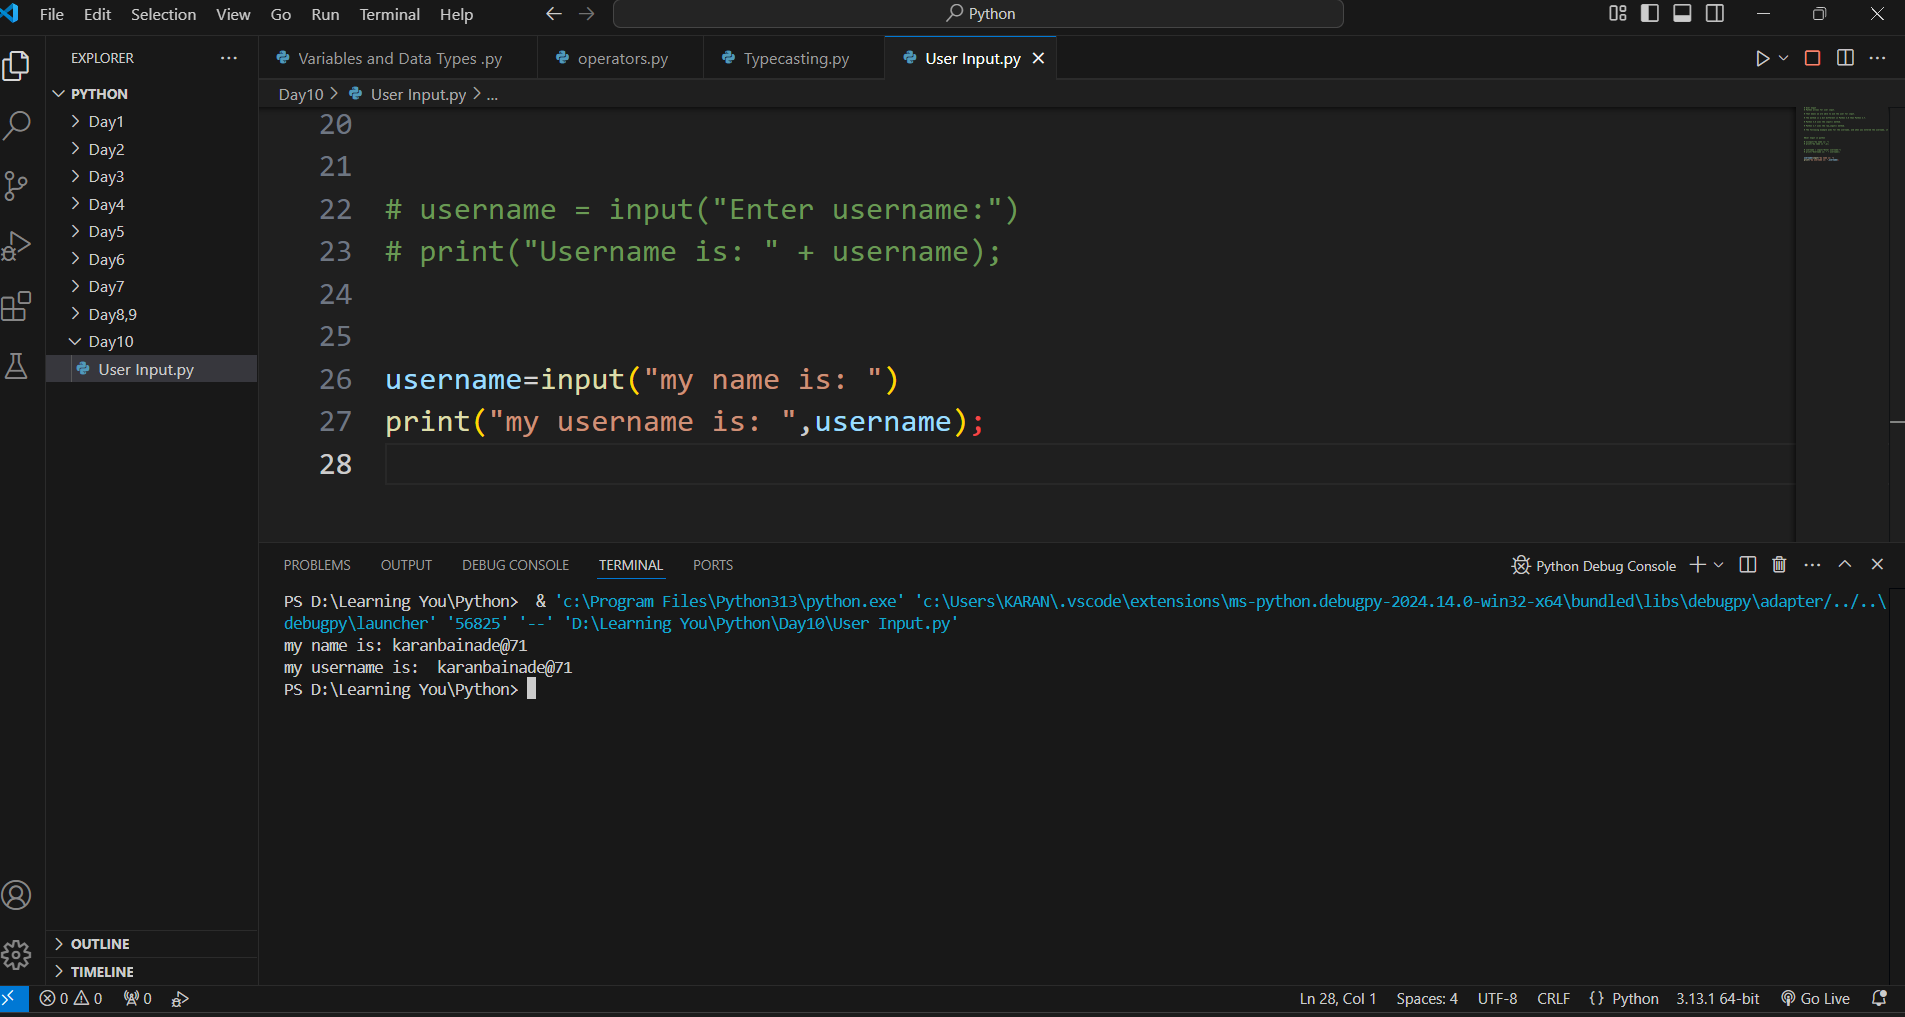 File Edit Selection View Go Run Terminal Help
Python
EXPLORER
PYTHON
Day1
Day2
Day3
Day4
Day5
Day6
Day7
Day8,9
Day10
User Input.py
OUTLINE
TIMELINE
Variables and Data Types .py operators.py Typecasting.py User Input.py
Day10 > User Input.py > ...
20
21
22 # username = input("Enter username:")
23 # print("Username is: " + username);
24
25
26 username=input("my name is: ")
27 print("my username is: ",username);
28
PROBLEMS OUTPUT DEBUG CONSOLE TERMINAL PORTS
Python Debug Console
PS D:\Learning You\Python>  & 'c:\Program Files\Python313\python.exe' 'c:\Users\KARAN\.vscode\extensions\ms-python.debugpy-2024.14.0-win32-x64\bundled\libs\debugpy\adapter/../..\
debugpy\launcher' '56825' '--' 'D:\Learning You\Python\Day10\User Input.py'
my name is: karanbainade@71
my username is:  karanbainade@71
PS D:\Learning You\Python>
0 0 0
Ln 28, Col 1 Spaces: 4 UTF-8 CRLF {} Python 3.13.1 64-bit Go Live